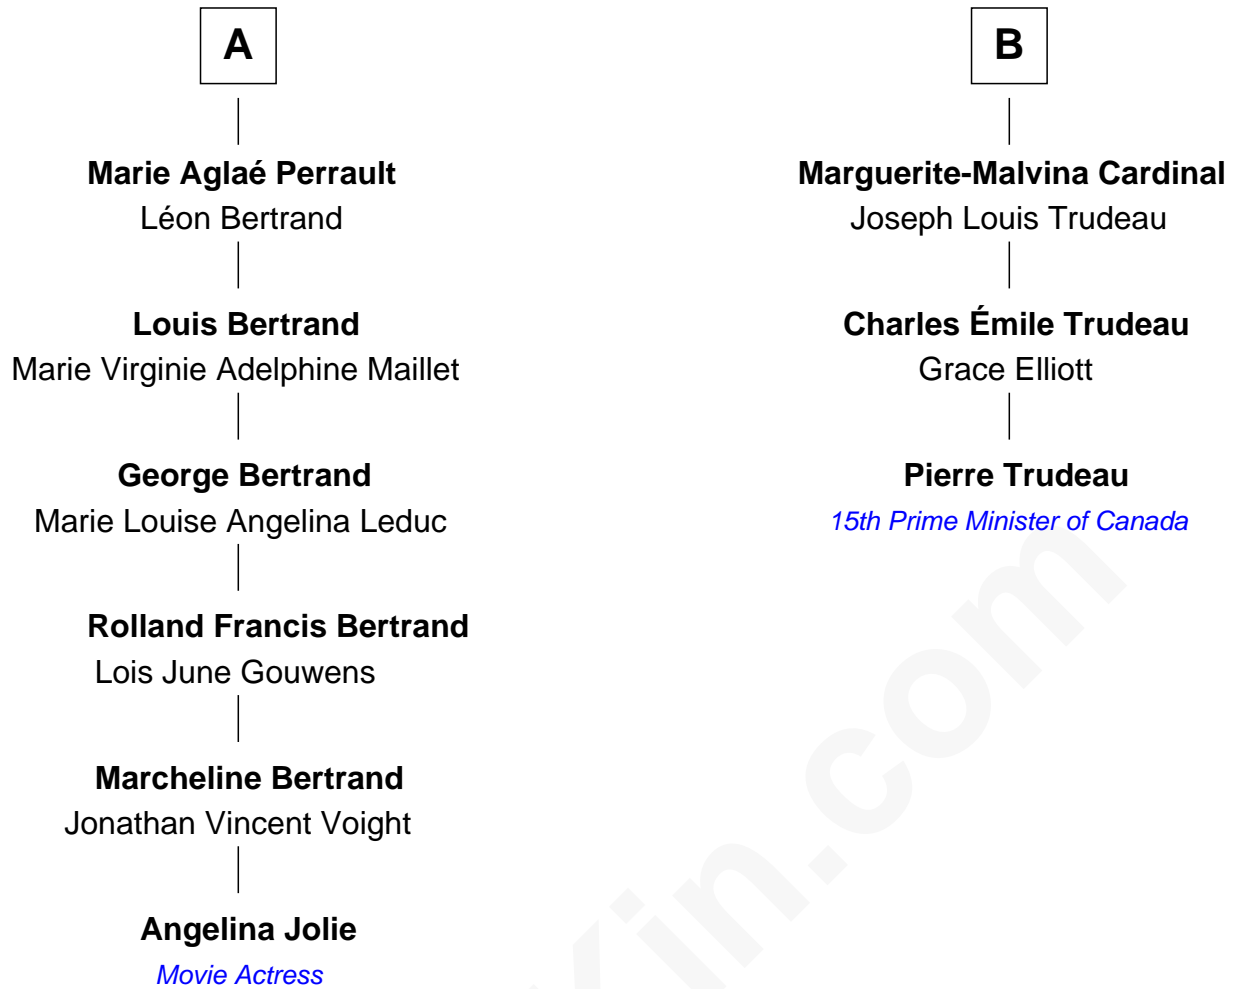 A
Marie Aglaé Perrault
Léon Bertrand
Louis Bertrand
Marie Virginie Adelphine Maillet
George Bertrand
Marie Louise Angelina Leduc
Rolland Francis Bertrand
Lois June Gouwens
Marcheline Bertrand
Jonathan Vincent Voight
Angelina Jolie
Movie Actress
B
Marguerite-Malvina Cardinal
Joseph Louis Trudeau
Charles Émile Trudeau
Grace Elliott
Pierre Trudeau
15th Prime Minister of Canada
Kin.com